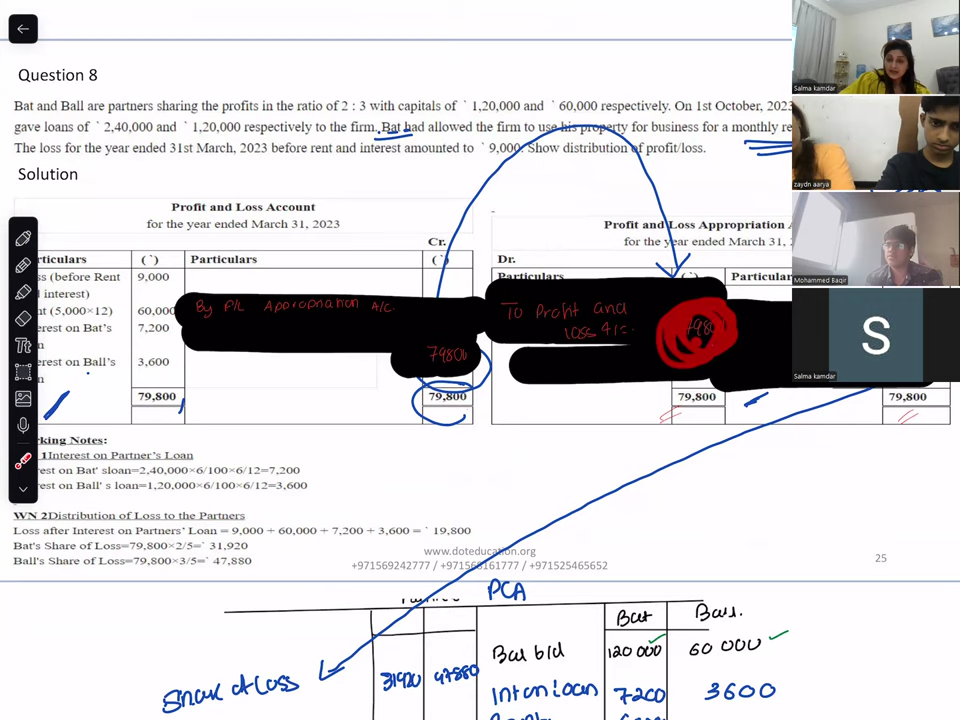 Question 8
Bat and Ball are partners sharing the profits in the ratio of 2 : 3 with capitals of ` 1,20,000 and ` 60,000 respectively. On 1st October, 202
gave loans of ` 2,40,000 and ` 1,20,000 respectively to the firm. Bat had allowed the firm to use his property for business for a monthly
The loss for the year ended 31st March, 2023 before rent and interest amounted to ` 9,000. Show distribution of profit/loss.
Solution
Profit and Loss Account
for the year ended March 31, 2023
Cr.
articulars (`) Particulars (`)
ss (before Rent 9,000
interest)
nt (5,000×12) 60,000
erest on Bat's 7,200
an
erest on Ball's 3,600
an
79,800 79,800
By P/L Appropriation A/c.
79800
Profit and Loss Appropriation A
for the year ended March 31,
Dr.
Particulars (`) Particu
To Profit and
loss A/c.
79,800 79,800
rking Notes:
1Interest on Partner's Loan
rest on Bat' sloan=2,40,000×6/100×6/12=7,200
rest on Ball' s loan=1,20,000×6/100×6/12=3,600
WN 2Distribution of Loss to the Partners
Loss after Interest on Partners' Loan = 9,000 + 60,000 + 7,200 + 3,600 = ` 19,800
Bat's Share of Loss=79,800×2/5=` 31,920
Ball's Share of Loss=79,800×3/5=` 47,880
www.doteducation.org
+971569242777 / +971568161777 / +971525465652
25
PCA
Bat Ball.
Bal b/d 120 000 60 000
Share of loss 31920 47880 Int on loan 7200 3600
Salma kamdar
zaydn aarya
Mohammed Baqir
S
Salma kamdar